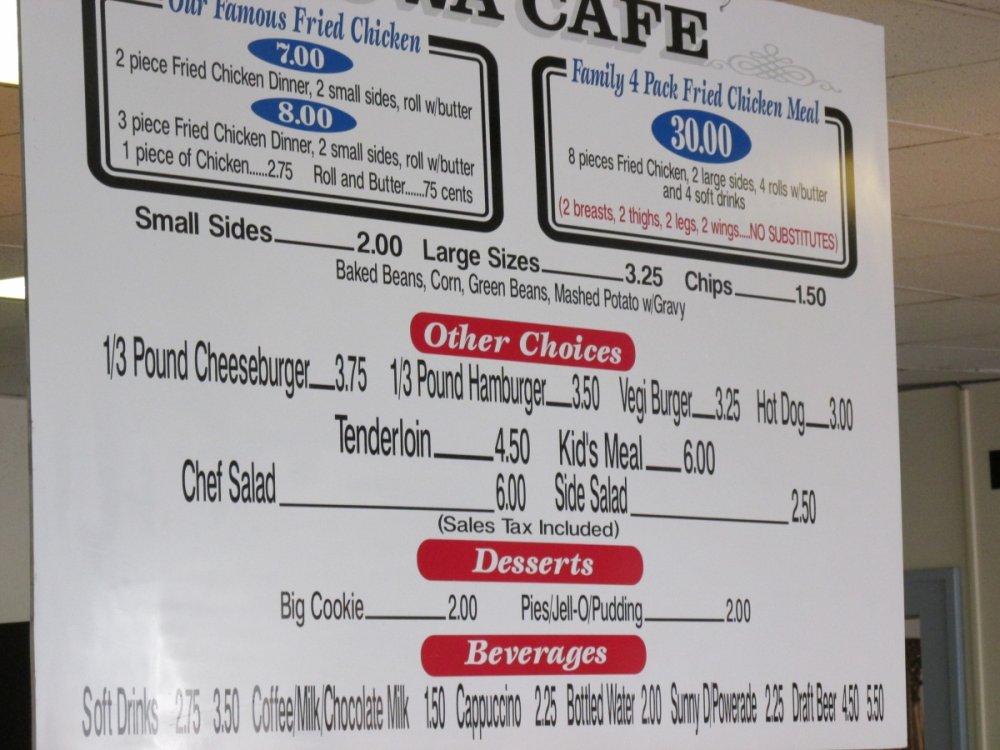 CAFE
Our Famous Fried Chicken
7.00
2 piece Fried Chicken Dinner, 2 small sides, roll w/butter
8.00
3 piece Fried Chicken Dinner, 2 small sides, roll w/butter
1 piece of Chicken......2.75 Roll and Butter......75 cents
Family 4 Pack Fried Chicken Meal
30.00
8 pieces Fried Chicken, 2 large sides, 4 rolls w/butter
and 4 soft drinks
(2 breasts, 2 thighs, 2 legs, 2 wings....NO SUBSTITUTES)
Small Sides 2.00 Large Sizes 3.25 Chips 1.50
Baked Beans, Corn, Green Beans, Mashed Potato w/Gravy
Other Choices
1/3 Pound Cheeseburger 3.75 1/3 Pound Hamburger 3.50 Vegi Burger 3.25 Hot Dog 3.00
Tenderloin 4.50 Kid's Meal 6.00
Chef Salad 6.00 Side Salad 2.50
(Sales Tax Included)
Desserts
Big Cookie 2.00 Pies/Jell-O/Pudding 2.00
Beverages
Soft Drinks 2.75 3.50 Coffee/Milk/Chocolate Milk 1.50 Cappuccino 2.25 Bottled Water 2.00 Sunny D/Powerade 2.25 Draft Beer 4.50 5.50